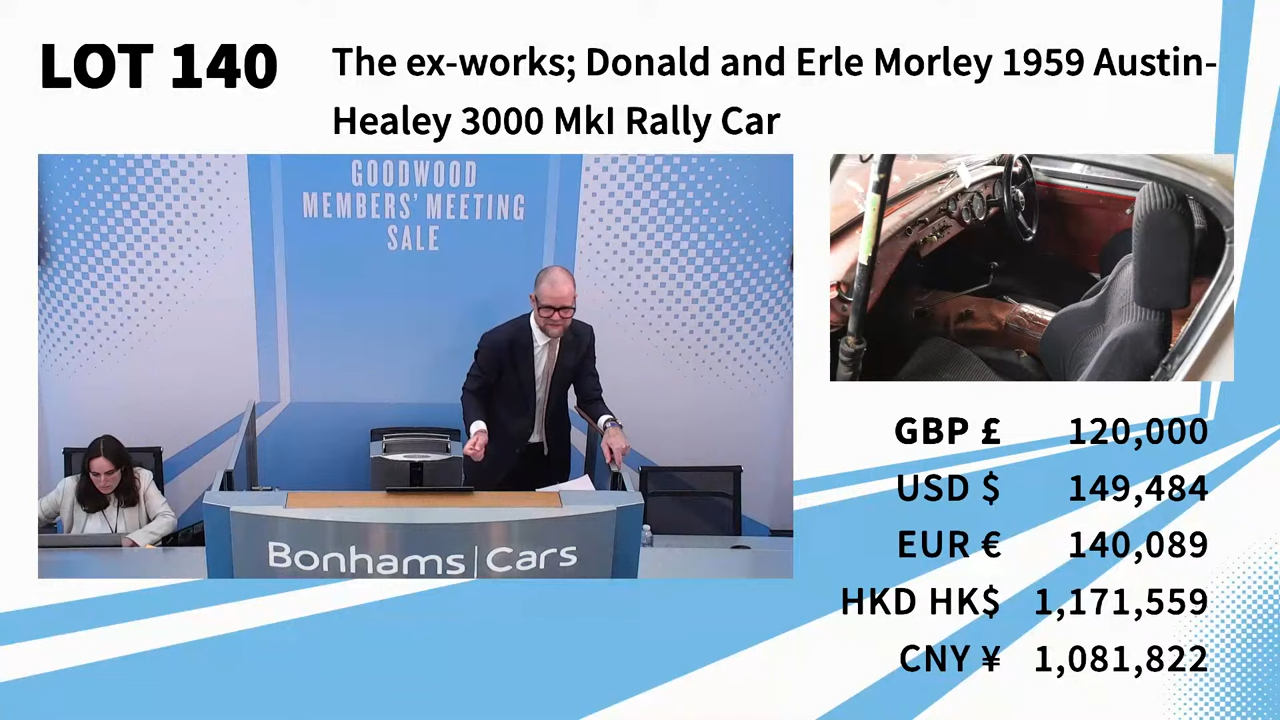 LOT 140
The ex-works; Donald and Erle Morley 1959 Austin-
Healey 3000 MkI Rally Car
GOODWOOD
MEMBERS' MEETING
SALE
Bonhams | Cars
GBP £ 120,000
USD $ 149,484
EUR € 140,089
HKD HK$ 1,171,559
CNY ¥ 1,081,822